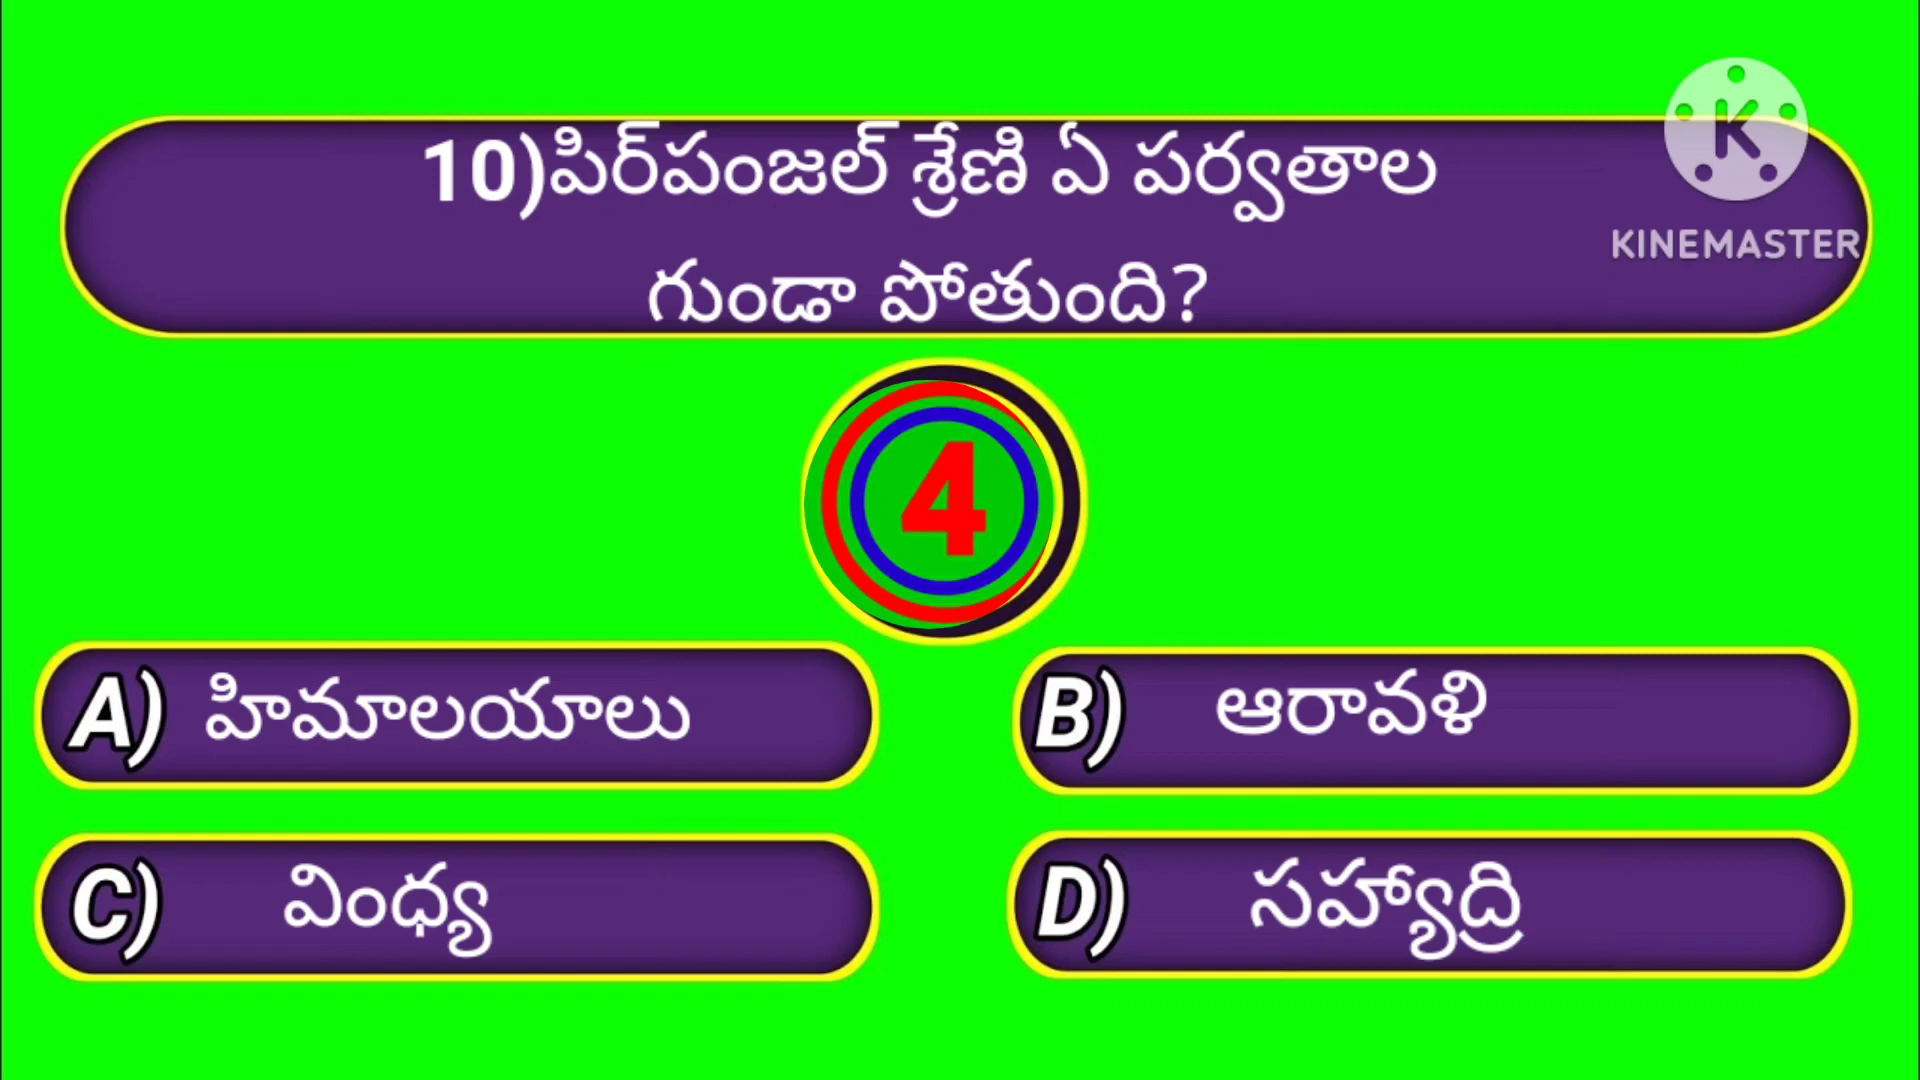 10)పిర్‌పంజల్ శ్రేణి ఏ పర్వతాల
గుండా పోతుంది?
K
KINEMASTER
4
A) హిమాలయాలు
B) ఆరావళి
C) వింధ్య
D) సహ్యాద్రి